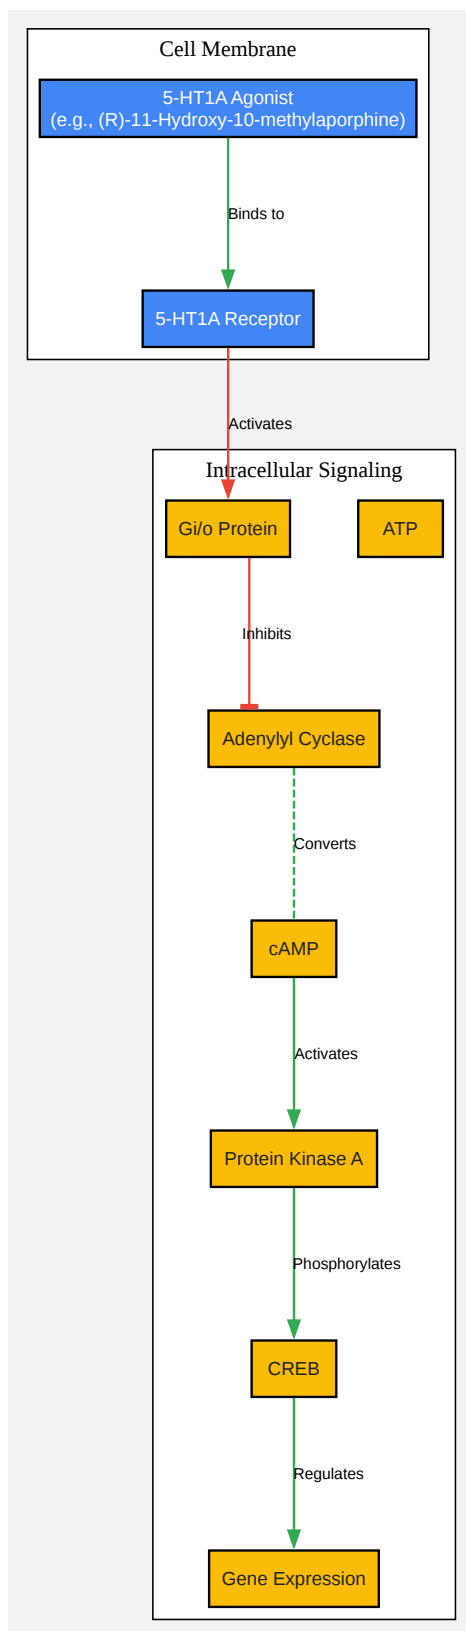 Cell Membrane
5-HT1A Agonist
(e.g., (R)-11-Hydroxy-10-methylaporphine)
Binds to
5-HT1A Receptor
Activates
Intracellular Signaling
Gi/o Protein
ATP
Inhibits
Adenylyl Cyclase
Converts
cAMP
Activates
Protein Kinase A
Phosphorylates
CREB
Regulates
Gene Expression